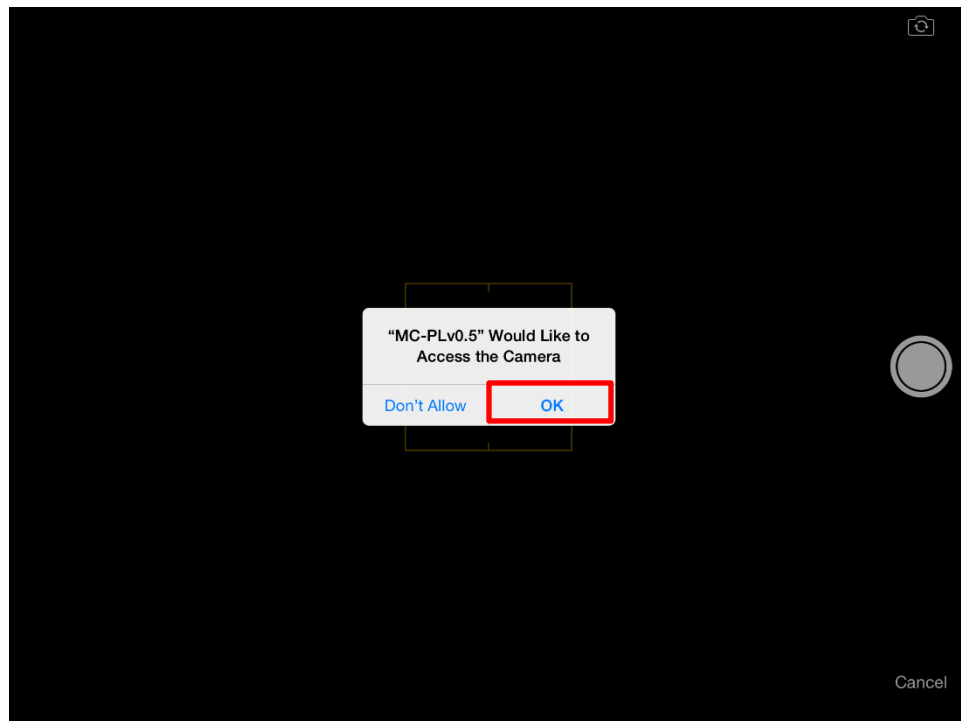 “MC-PLv0.5” Would Like to
Access the Camera
Don’t Allow
OK
Cancel